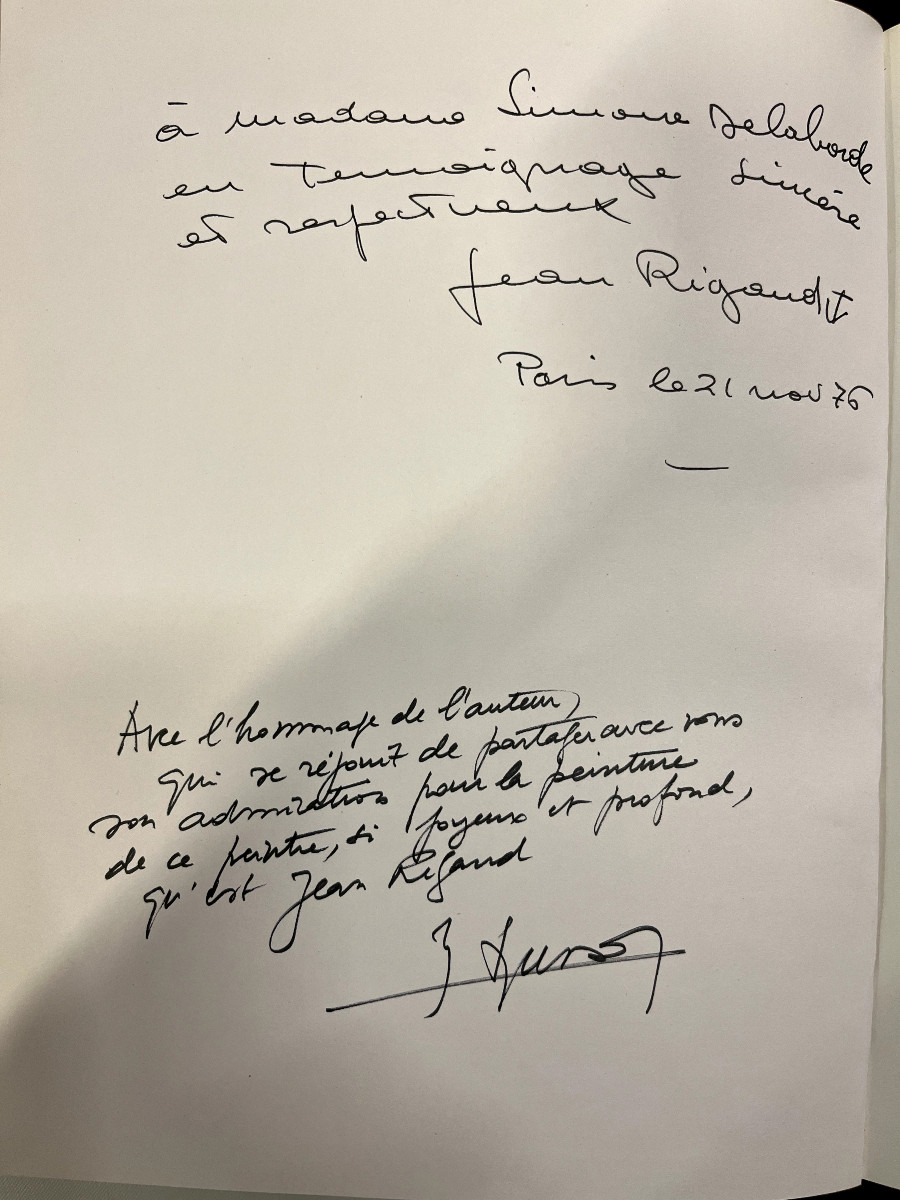 à madame Simone Delaborde
en temoignage sincère
et respectueux
Jean Rigaud
Paris le 21 nov 76
Avec l'hommage de l'auteur,
qui se réjouit de partager avec vous
son admiration pour la peinture
de ce peintre, si joyeux et profond,
qu'est Jean Rigaud